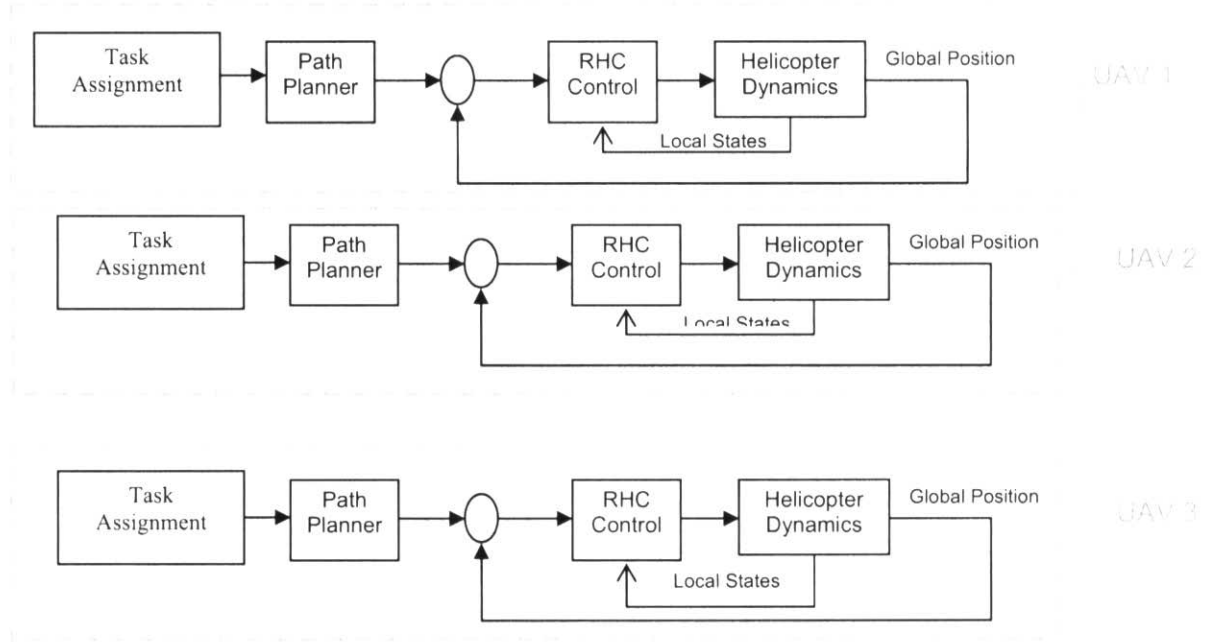 Task
Assignment
Path
Planner
RHC
Control
Helicopter
Dynamics
Global Position
Local States
UAV 1
Task
Assignment
Path
Planner
RHC
Control
Helicopter
Dynamics
Global Position
Local States
UAV 2
Task
Assignment
Path
Planner
RHC
Control
Helicopter
Dynamics
Global Position
Local States
UAV 3